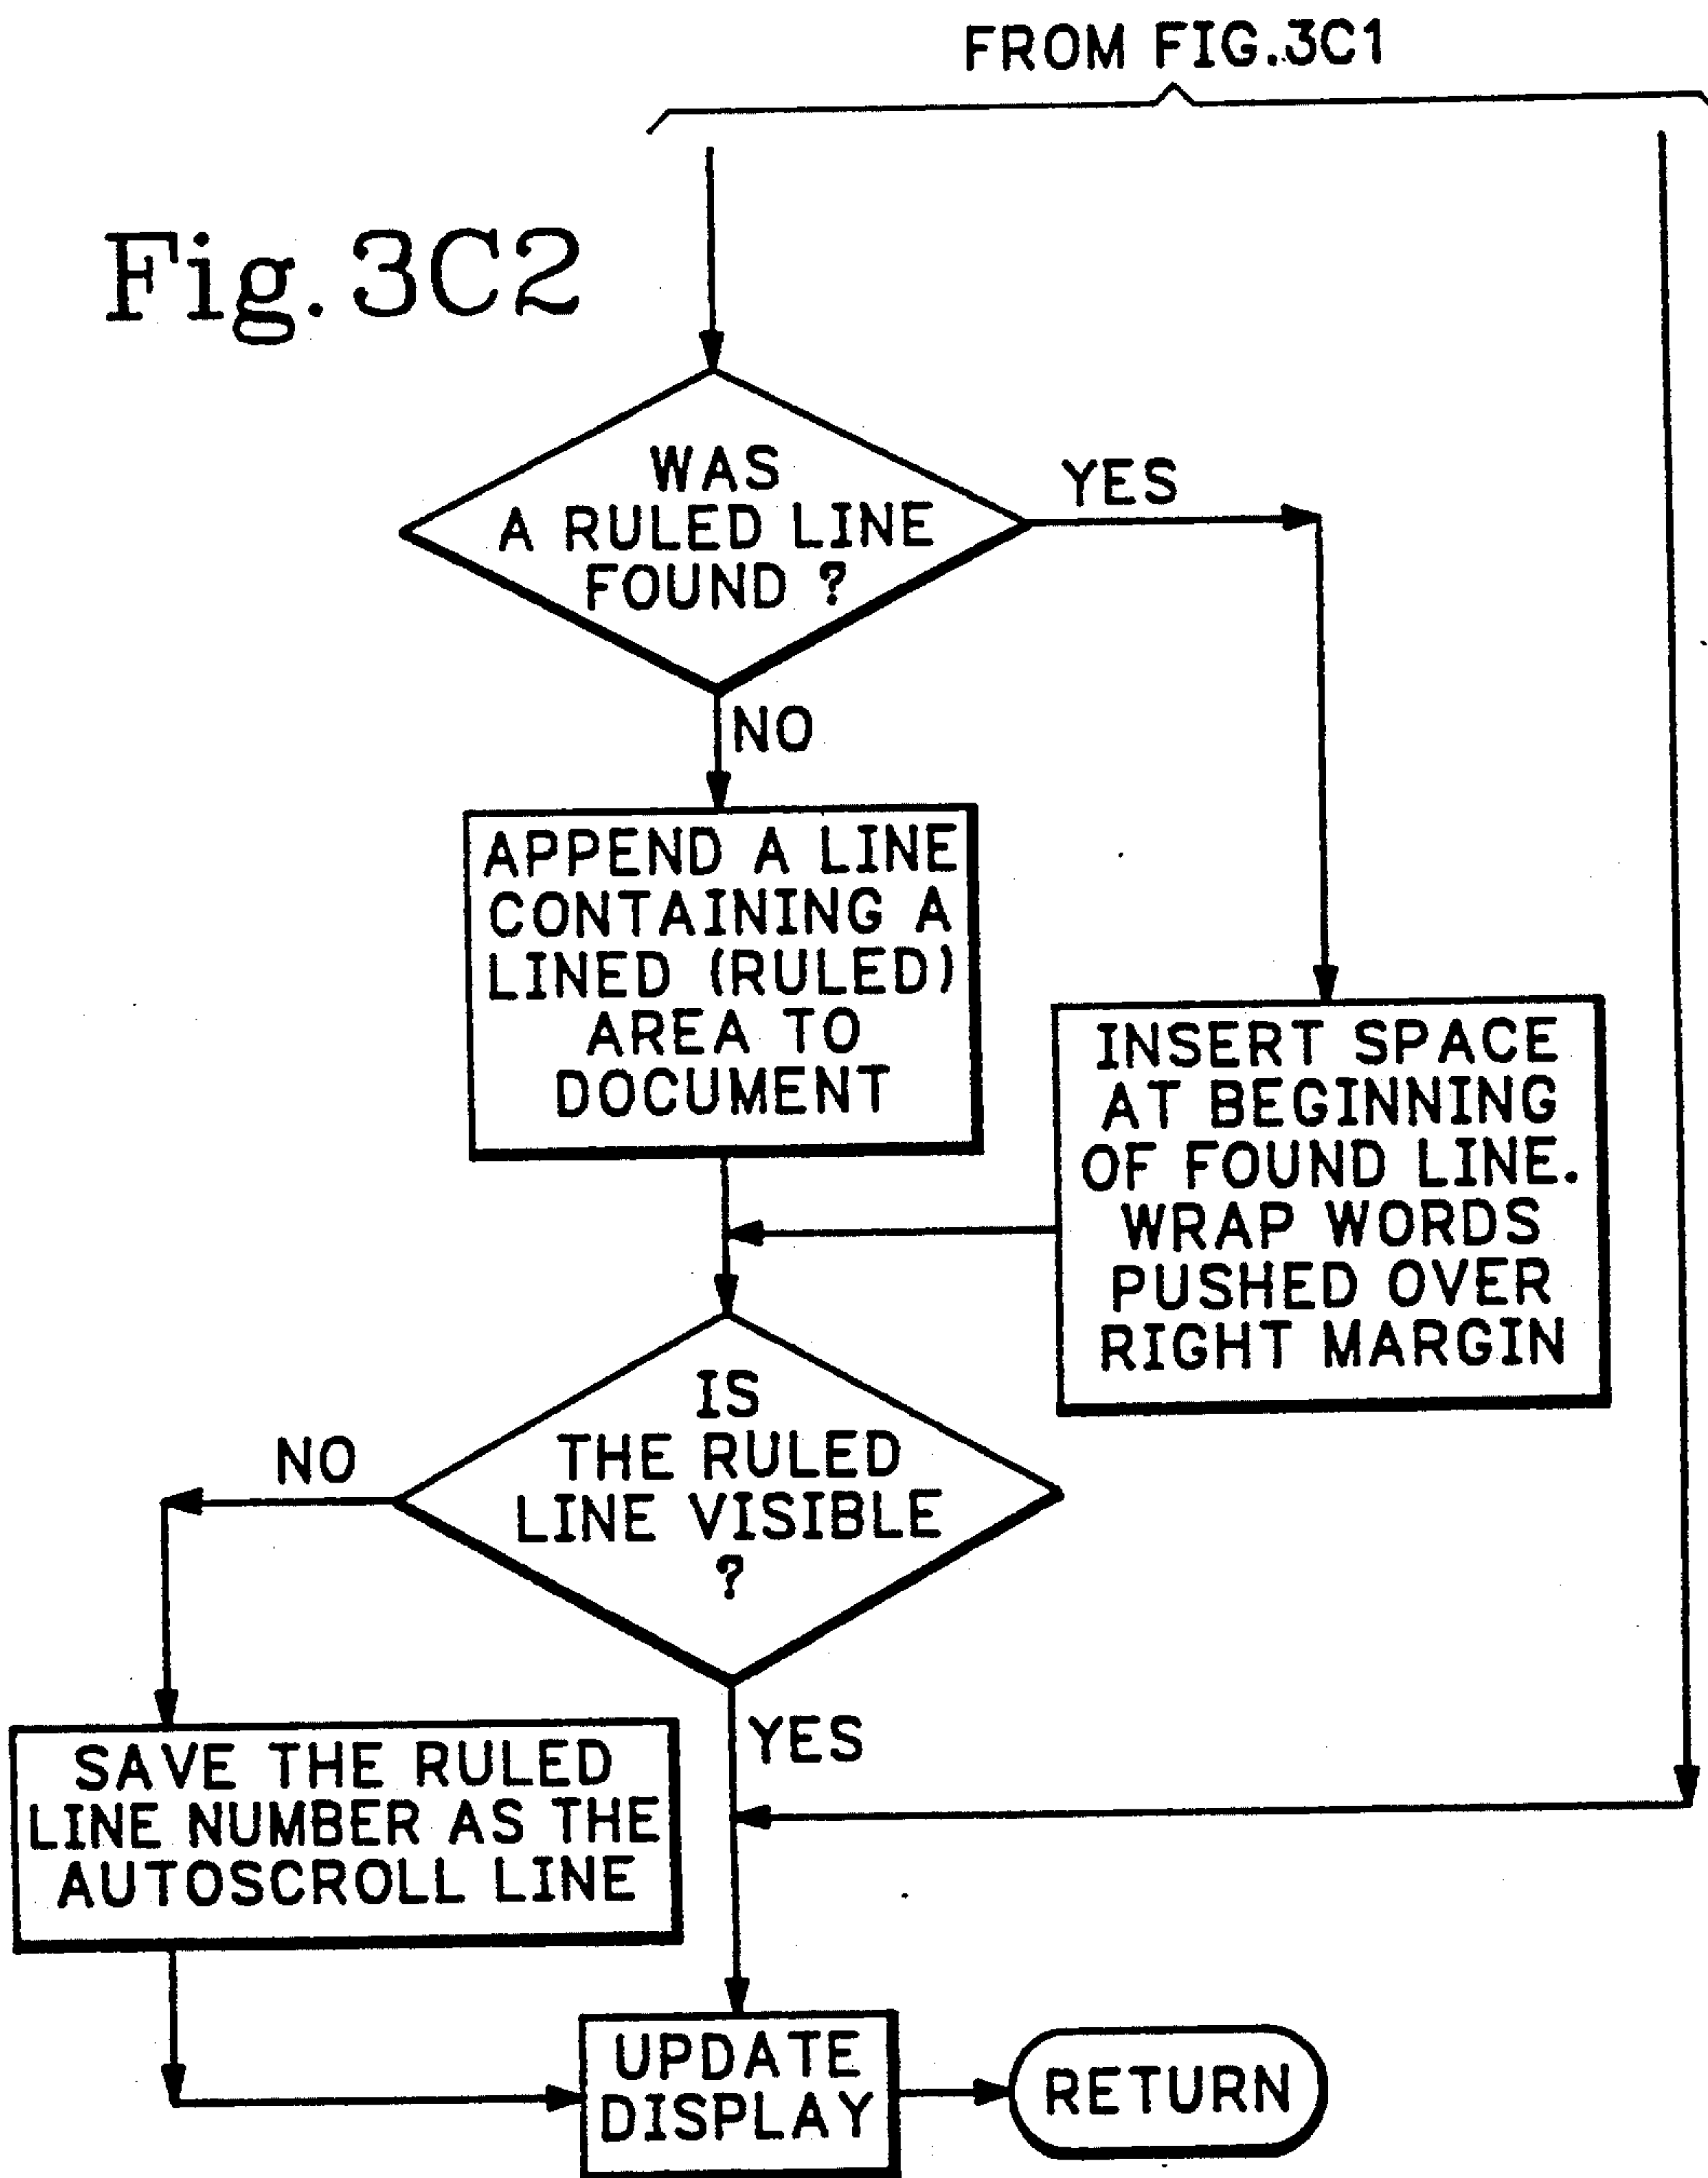 FROM FIG.3C1
Fig. 3C2
WAS
A RULED LINE
FOUND ?
YES
NO
APPEND A LINE
CONTAINING A
LINED (RULED)
AREA TO
DOCUMENT
INSERT SPACE
AT BEGINNING
OF FOUND LINE.
WRAP WORDS
PUSHED OVER
RIGHT MARGIN
IS
THE RULED
LINE VISIBLE
?
NO
YES
SAVE THE RULED
LINE NUMBER AS THE
AUTOSCROLL LINE
UPDATE
DISPLAY
RETURN